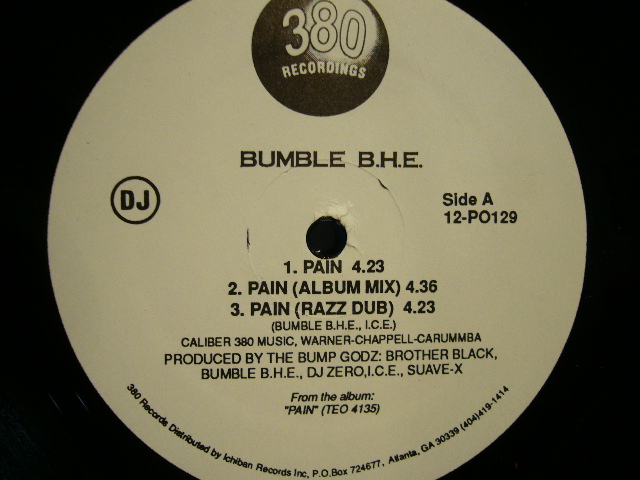 380
RECORDINGS
BUMBLE B.H.E.
DJ
Side A
12-PO129
1. PAIN 4.23
2. PAIN (ALBUM MIX) 4.36
3. PAIN (RAZZ DUB) 4.23
(BUMBLE B.H.E., I.C.E.)
CALIBER 380 MUSIC, WARNER-CHAPPELL-CARUMMBA
PRODUCED BY THE BUMP GODZ: BROTHER BLACK,
BUMBLE B.H.E., DJ ZERO,I.C.E., SUAVE-X
From the album:
"PAIN" (TEO 4135)
380 Records Distributed by Ichiban Records Inc, P.O.Box 724677, Atlanta, GA 30339 (404)419-1414